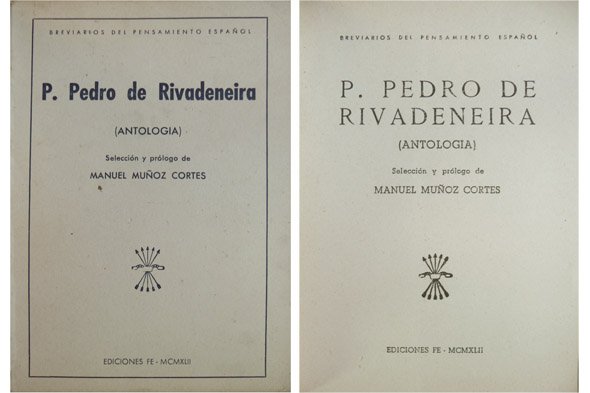 BREVIARIOS DEL PENSAMIENTO ESPAÑOL
P. Pedro de Rivadeneira
(ANTOLOGIA)
Selección y prólogo de
MANUEL MUÑOZ CORTES
EDICIONES FE - MCMXLII
BREVIARIOS DEL PENSAMIENTO ESPAÑOL
P. PEDRO DE
RIVADENEIRA
(ANTOLOGIA)
Selección y prólogo de
MANUEL MUÑOZ CORTES
EDICIONES FE - MCMXLII